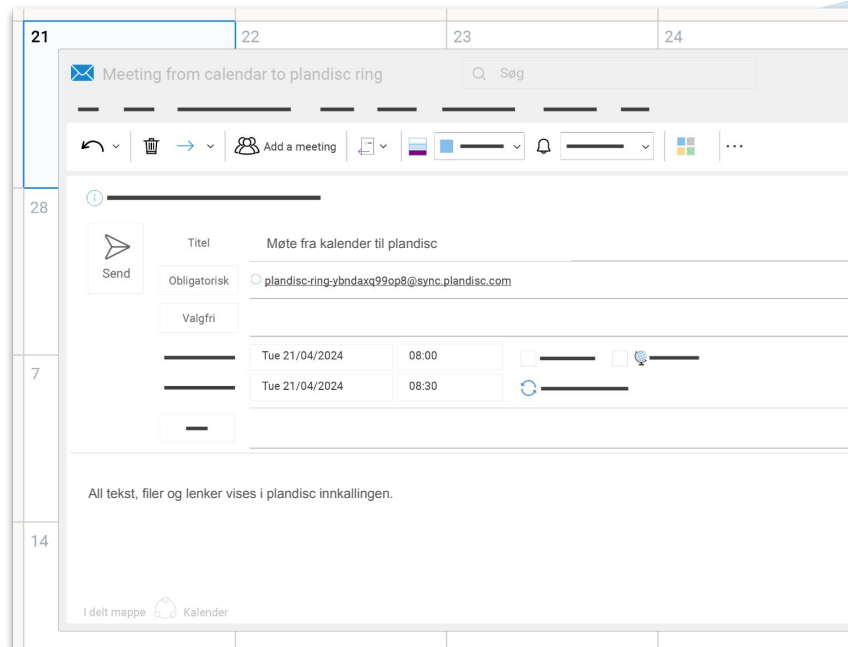 21 22 23 24
Meeting from calendar to plandisc ring Søg
Add a meeting
28
Send
Titel Møte fra kalender til plandisc
Obligatorisk plandisc-ring-ybndaxq99op8@sync.plandisc.com
Valgfri
Tue 21/04/2024 08:00
7
Tue 21/04/2024 08:30
All tekst, filer og lenker vises i plandisc innkallingen.
14
I delt mappe Kalender